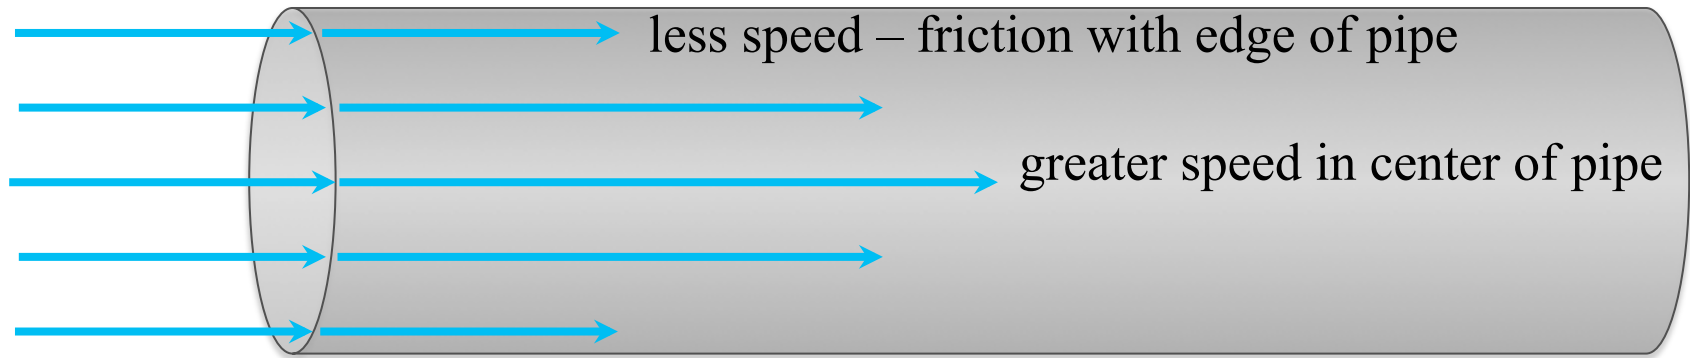 less speed – friction with edge of pipe
greater speed in center of pipe